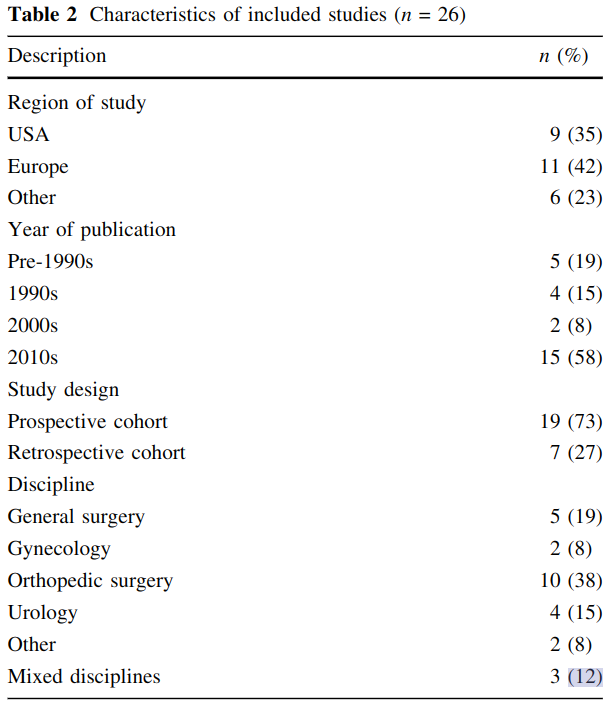 Table 2 Characteristics of included studies (n = 26)
Description n (%)
Region of study
USA 9 (35)
Europe 11 (42)
Other 6 (23)
Year of publication
Pre-1990s 5 (19)
1990s 4 (15)
2000s 2 (8)
2010s 15 (58)
Study design
Prospective cohort 19 (73)
Retrospective cohort 7 (27)
Discipline
General surgery 5 (19)
Gynecology 2 (8)
Orthopedic surgery 10 (38)
Urology 4 (15)
Other 2 (8)
Mixed disciplines 3 (12)